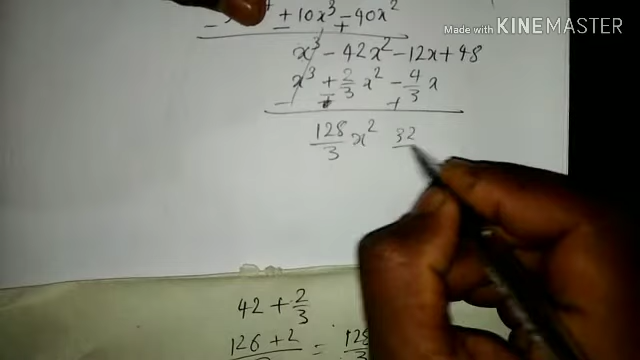 Made with KINEMASTER
± 10x³ - 40x²
- +
x³ - 42x² - 12x + 48
x³ + 2/3 x² - 4/3 x
- - +
128/3 x² 32
42 + 2/3
126 + 2 = 128